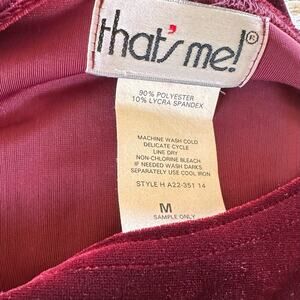 that's me!®
90% POLYESTER
10% LYCRA SPANDEX
MACHINE WASH COLD
DELICATE CYCLE
LINE DRY
NON-CHLORINE BLEACH
IF NEEDED WASH DARKS
SEPARATELY USE COOL IRON
STYLE H A22-351 14
M
SAMPLE ONLY